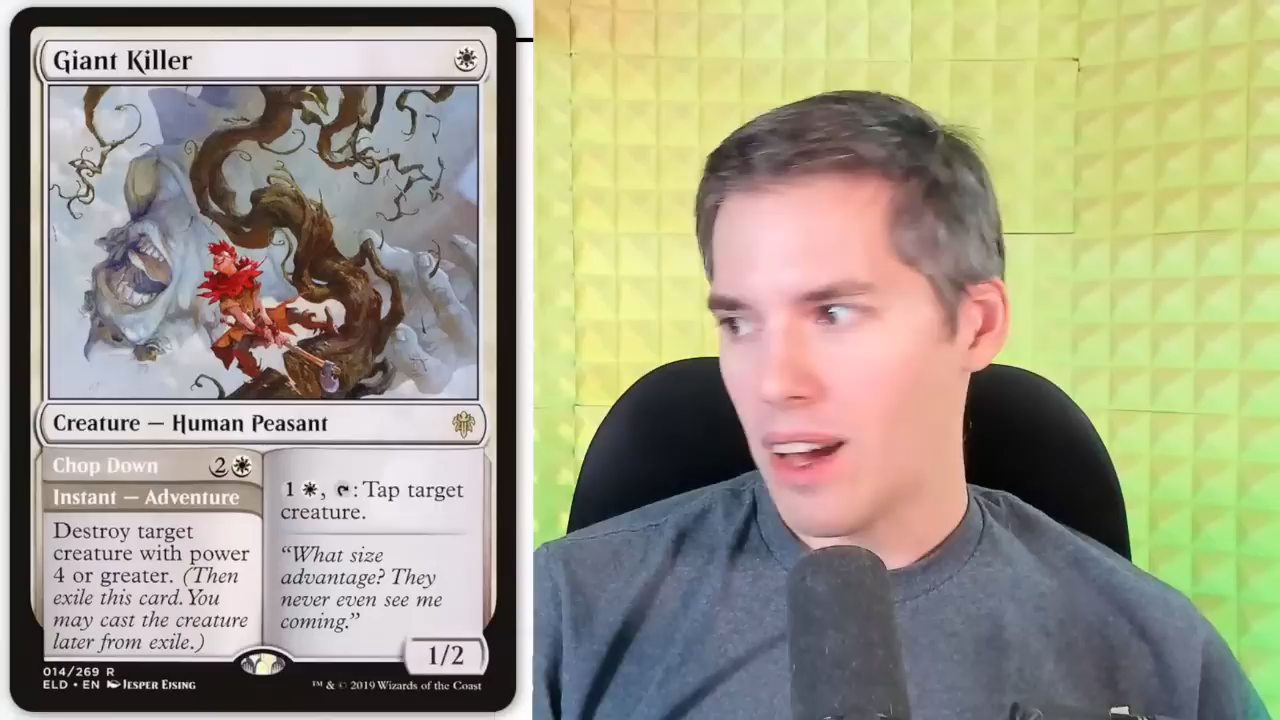 Giant Killer
Creature — Human Peasant
Chop Down 2
Instant — Adventure
Destroy target
creature with power
4 or greater. (Then
exile this card. You
may cast the creature
later from exile.)
1 , : Tap target
creature.
“What size
advantage? They
never even see me
coming.”
1/2
014/269 R
ELD • EN Jesper Eising
™ & © 2019 Wizards of the Coast